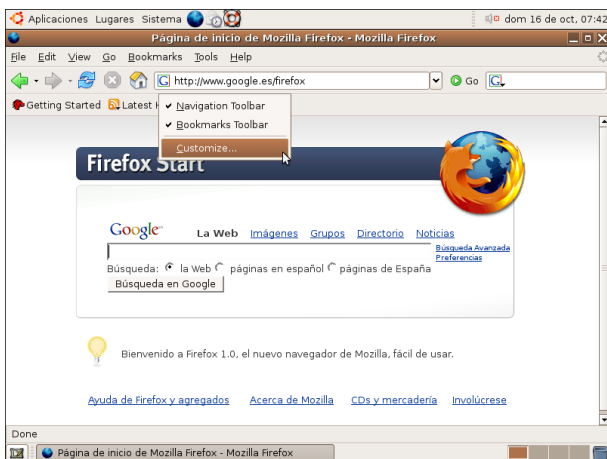 Aplicaciones Lugares Sistema dom 16 de oct, 07:42
Página de inicio de Mozilla Firefox - Mozilla Firefox
File Edit View Go Bookmarks Tools Help
http://www.google.es/firefox Go
Getting Started Latest
Navigation Toolbar
Bookmarks Toolbar
Customize...
Firefox Start
Google La Web Imágenes Grupos Directorio Noticias
Búsqueda Avanzada
Preferencias
Búsqueda: la Web páginas en español páginas de España
Búsqueda en Google
Bienvenido a Firefox 1.0, el nuevo navegador de Mozilla, fácil de usar.
Ayuda de Firefox y agregados Acerca de Mozilla CDs y mercadería Involúcrese
Done
Página de inicio de Mozilla Firefox - Mozilla Firefox